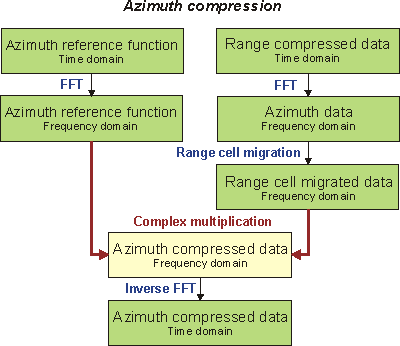 Azimuth compression
Azimuth reference function
Time domain
Range compressed data
Time domain
FFT
FFT
Azimuth reference function
Frequency domain
Azimuth data
Frequency domain
Range cell migration
Range cell migrated data
Frequency domain
Complex multiplication
Azimuth compressed data
Frequency domain
Inverse FFT
Azimuth compressed data
Time domain